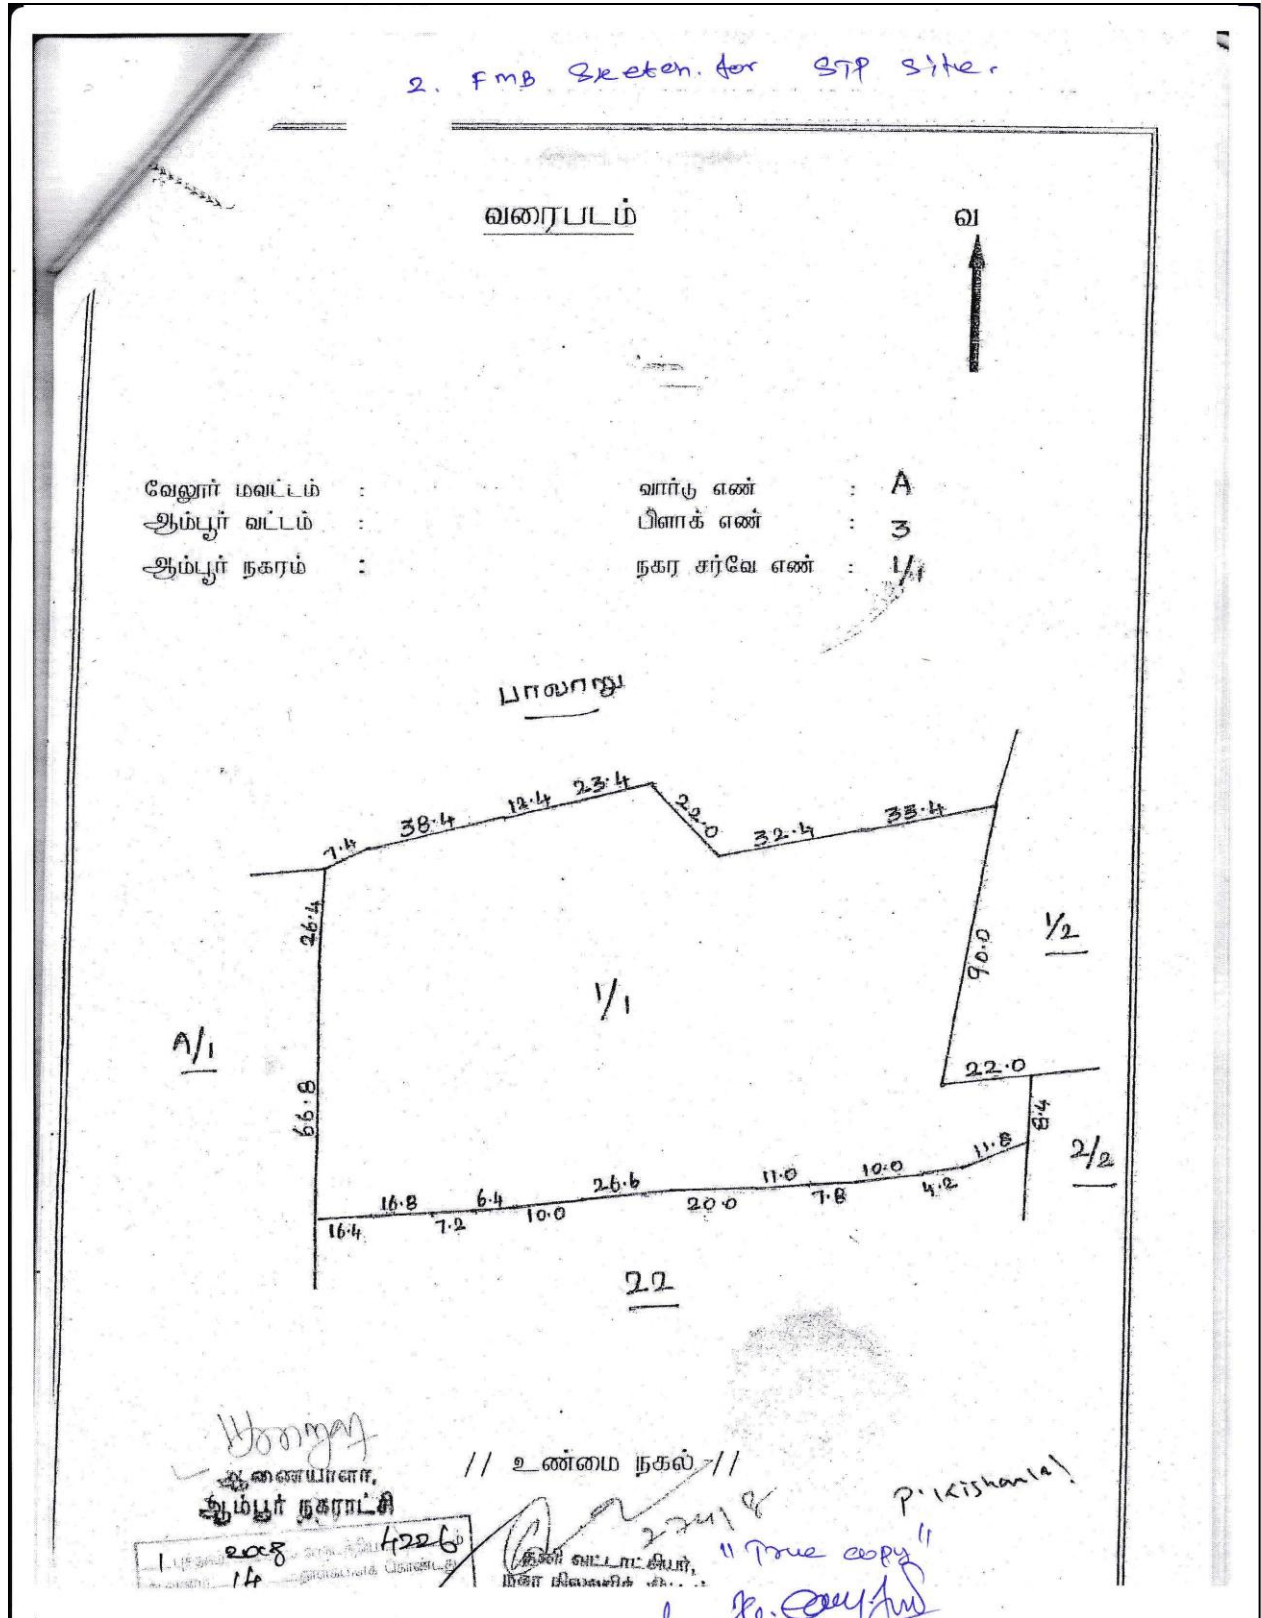 2. FMB Sketch. for STP Site.
வரைபடம்
வ
வேலூர் மவட்டம் :
ஆம்பூர் வட்டம் :
ஆம்பூர் நகரம் :
வார்டு எண் : A
பிளாக் எண் : 3
நகர சர்வே எண் : 1/1
பாலாறு
7.4
38.4
12.4
23.4
22.0
32.4
33.4
26.4
90.0
1/2
1/1
A/1
66.8
22.0
8.4
2/2
16.4
16.8
7.2
6.4
10.0
26.6
20.0
11.0
7.8
10.0
4.2
11.8
22
// உண்மை நகல் //
ஆணையாளர்,
ஆம்பூர் நகராட்சி
P. Kishanlal
1
2008
4226
14
தனி வட்டாட்சியர்,
"True copy"